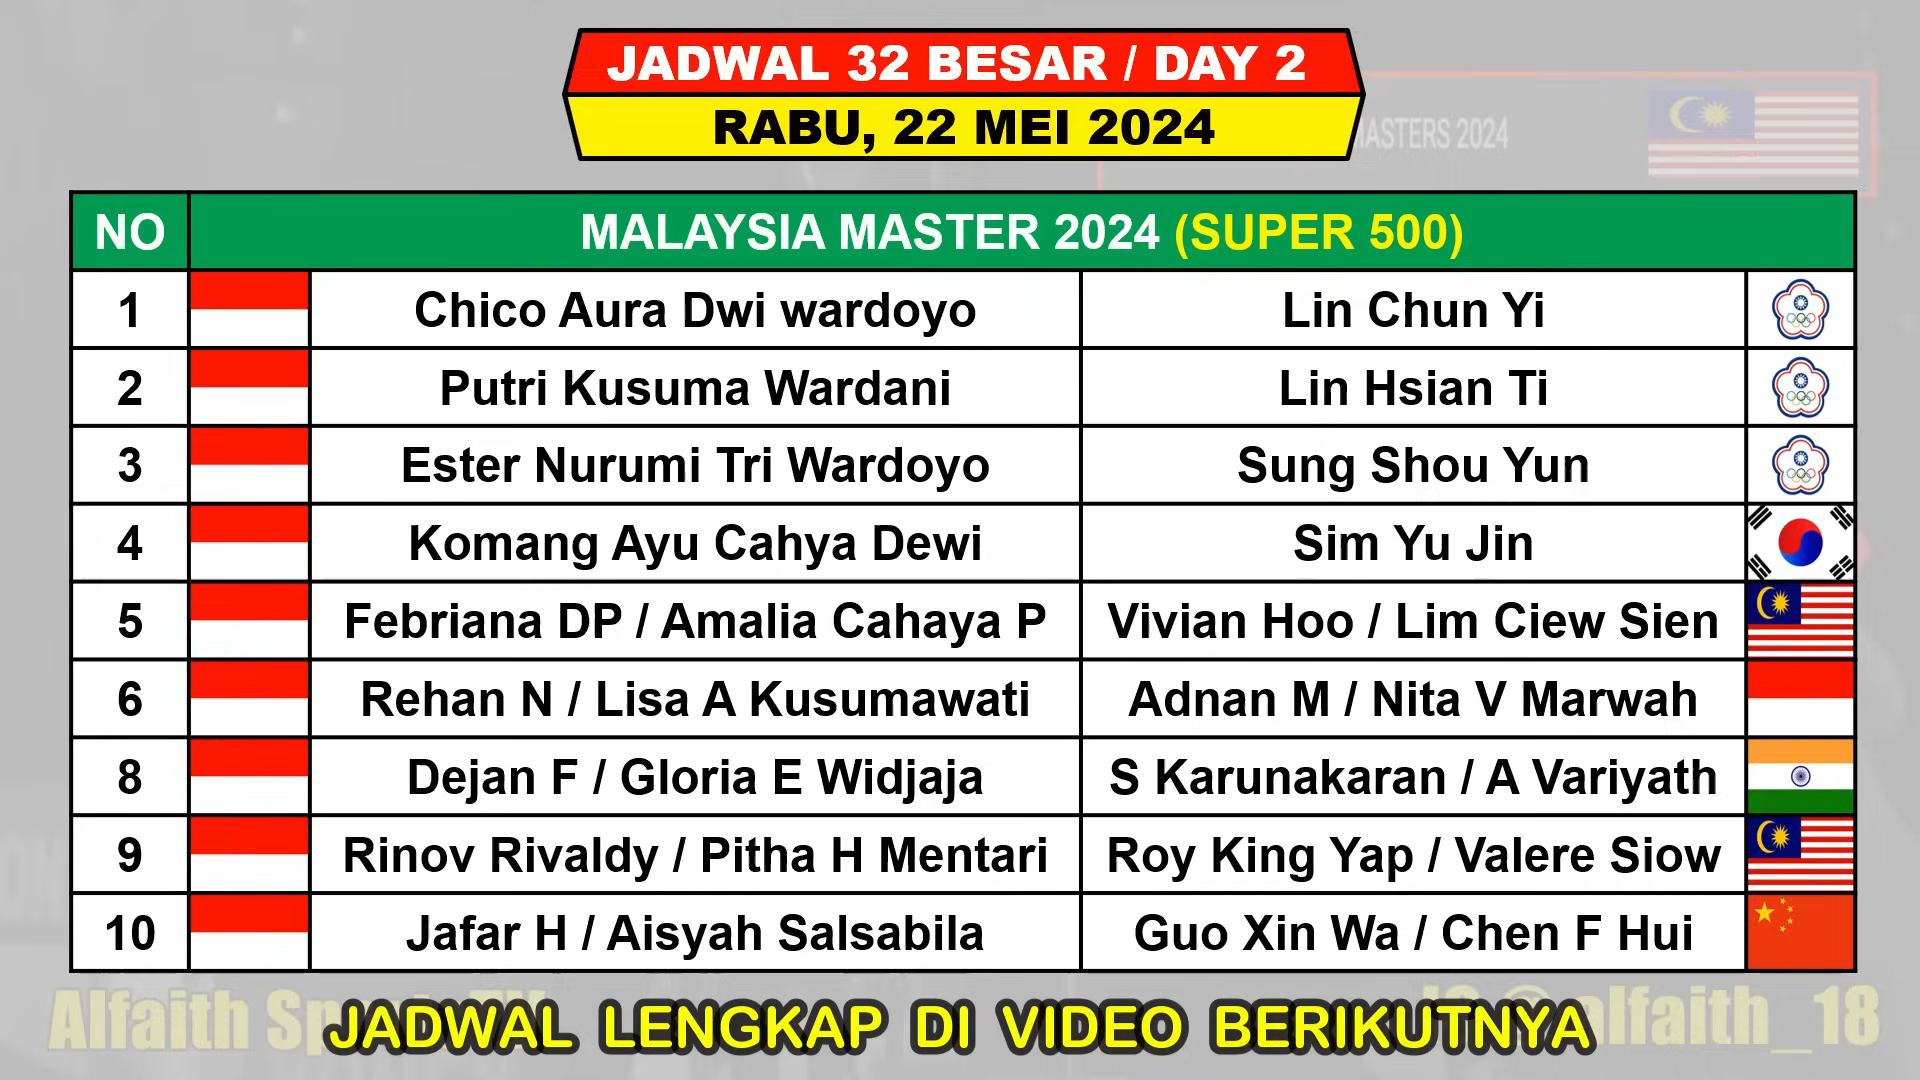 JADWAL 32 BESAR / DAY 2
RABU, 22 MEI 2024
MASTERS 2024
NO MALAYSIA MASTER 2024 (SUPER 500)
1 Chico Aura Dwi wardoyo Lin Chun Yi
2 Putri Kusuma Wardani Lin Hsian Ti
3 Ester Nurumi Tri Wardoyo Sung Shou Yun
4 Komang Ayu Cahya Dewi Sim Yu Jin
5 Febriana DP / Amalia Cahaya P Vivian Hoo / Lim Ciew Sien
6 Rehan N / Lisa A Kusumawati Adnan M / Nita V Marwah
8 Dejan F / Gloria E Widjaja S Karunakaran / A Variyath
9 Rinov Rivaldy / Pitha H Mentari Roy King Yap / Valere Siow
10 Jafar H / Aisyah Salsabila Guo Xin Wa / Chen F Hui
Alfaith
JADWAL LENGKAP DI VIDEO BERIKUTNYA
alfaith_18